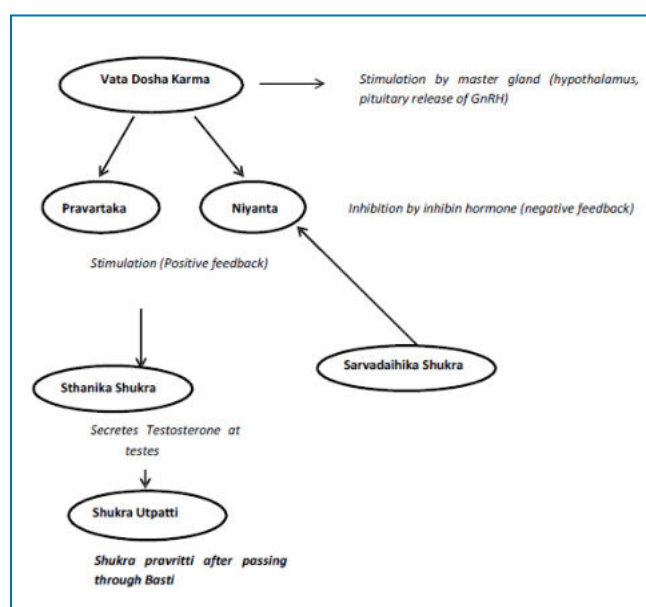 Vata Dosha Karma
Stimulation by master gland (hypothalamus,
pituitary release of GnRH)
Pravartaka
Niyanta
Inhibition by inhibin hormone (negative feedback)
Stimulation (Positive feedback)
Sarvadaihika Shukra
Sthanika Shukra
Secretes Testosterone at
testes
Shukra Utpatti
Shukra pravritti after passing
through Basti